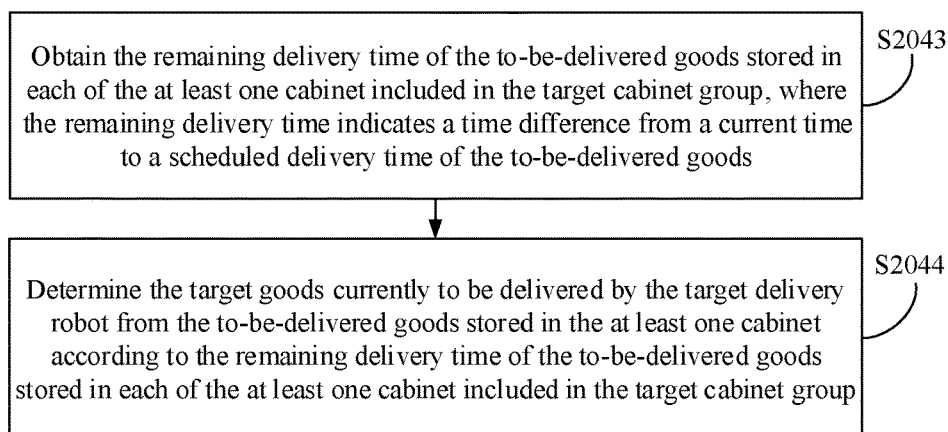 Obtain the remaining delivery time of the to-be-delivered goods stored in
each of the at least one cabinet included in the target cabinet group, where
the remaining delivery time indicates a time difference from a current time
to a scheduled delivery time of the to-be-delivered goods
S2043
Determine the target goods currently to be delivered by the target delivery
robot from the to-be-delivered goods stored in the at least one cabinet
according to the remaining delivery time of the to-be-delivered goods
stored in each of the at least one cabinet included in the target cabinet group
S2044